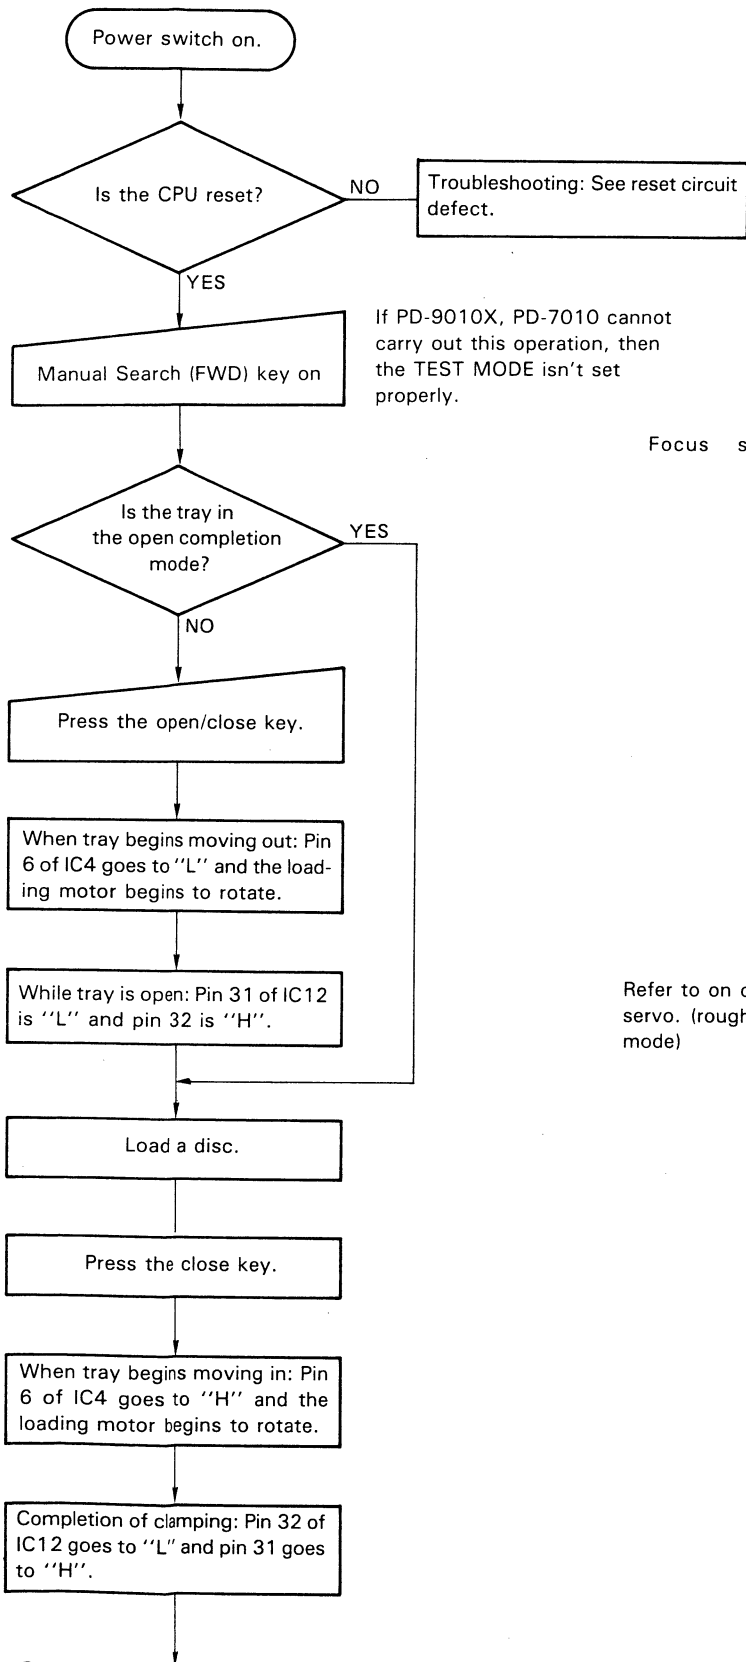 Power switch on.
Is the CPU reset?
NO
Troubleshooting: See reset circuit
defect.
YES
Manual Search (FWD) key on
If PD-9010X, PD-7010 cannot
carry out this operation, then
the TEST MODE isn't set
properly.
Focus s
Is the tray in
the open completion
mode?
YES
NO
Press the open/close key.
When tray begins moving out: Pin
6 of IC4 goes to "L" and the load-
ing motor begins to rotate.
While tray is open: Pin 31 of IC12
is "L" and pin 32 is "H".
Refer to on
servo. (rough
mode)
Load a disc.
Press the close key.
When tray begins moving in: Pin
6 of IC4 goes to "H" and the
loading motor begins to rotate.
Completion of clamping: Pin 32 of
IC12 goes to "L" and pin 31 goes
to "H".